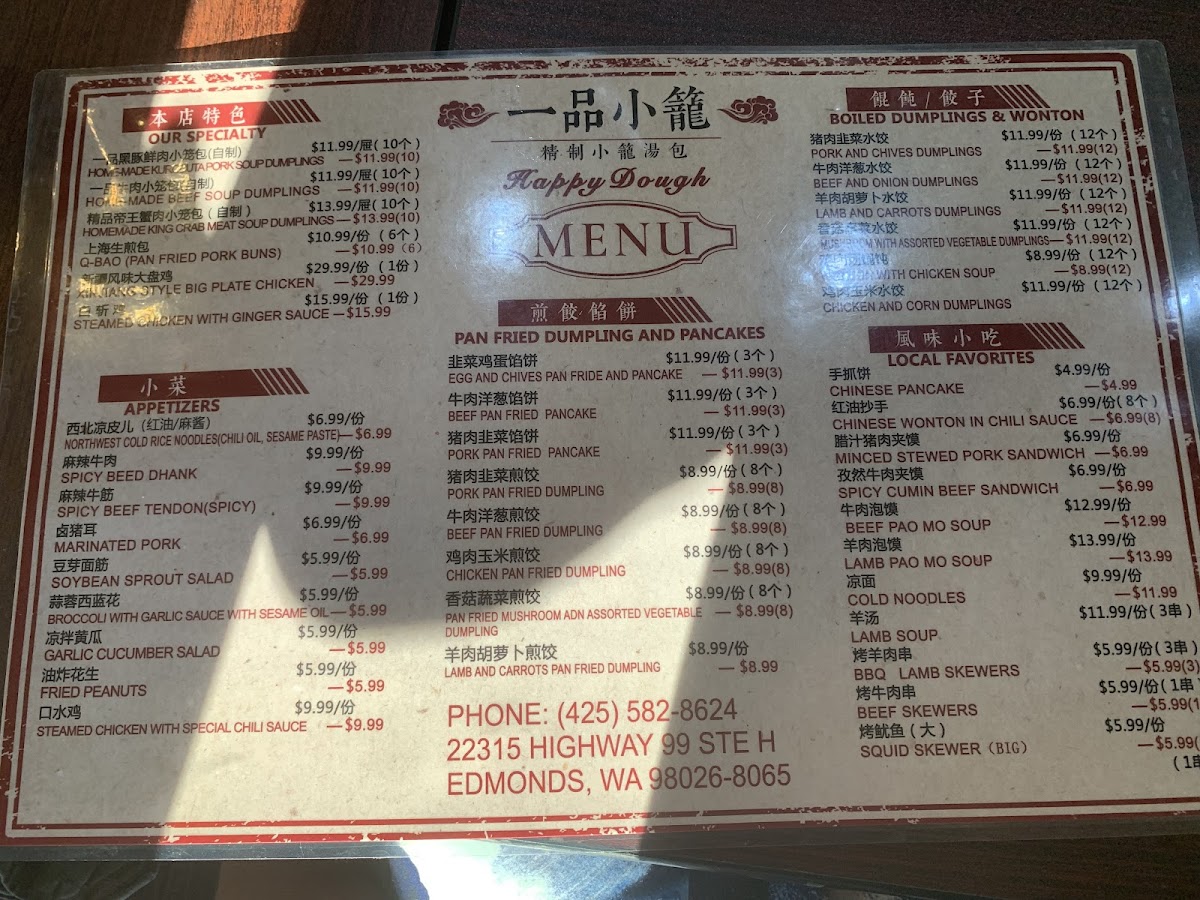 本店特色
OUR SPECIALTY
一品黑豚鲜肉小笼包(自制) $11.99/屉(10个)
HOME-MADE KUROBUTA PORK SOUP DUMPLINGS —$11.99(10)
一品牛肉小笼包(自制) $11.99/屉(10个)
HOME-MADE BEEF SOUP DUMPLINGS —$11.99(10)
精品帝王蟹肉小笼包(自制) $13.99/屉(10个)
HOMEMADE KING CRAB MEAT SOUP DUMPLINGS —$13.99(10)
上海生煎包 $10.99/份 (6个)
Q-BAO (PAN FRIED PORK BUNS) —$10.99(6)
新疆风味大盘鸡 $29.99/份 (1份)
XINJIANG STYLE BIG PLATE CHICKEN —$29.99
白斩鸡 $15.99/份 (1份)
STEAMED CHICKEN WITH GINGER SAUCE —$15.99
小菜
APPETIZERS
西北凉皮儿(红油/麻酱) $6.99/份
NORTHWEST COLD RICE NOODLES(CHILI OIL, SESAME PASTE)—$6.99
麻辣牛肉 $9.99/份
SPICY BEED DHANK —$9.99
麻辣牛筋 $9.99/份
SPICY BEEF TENDON(SPICY) —$9.99
卤猪耳 $6.99/份
MARINATED PORK —$6.99
豆芽面筋 $5.99/份
SOYBEAN SPROUT SALAD —$5.99
蒜蓉西蓝花 $5.99/份
BROCCOLI WITH GARLIC SAUCE WITH SESAME OIL —$5.99
凉拌黄瓜 $5.99/份
GARLIC CUCUMBER SALAD —$5.99
油炸花生 $5.99/份
FRIED PEANUTS —$5.99
口水鸡 $9.99/份
STEAMED CHICKEN WITH SPECIAL CHILI SAUCE —$9.99
一品小籠
精制小籠湯包
Happy Dough
MENU
煎餃餡餅
PAN FRIED DUMPLING AND PANCAKES
韭菜鸡蛋馅饼 $11.99/份(3个)
EGG AND CHIVES PAN FRIDE AND PANCAKE —$11.99(3)
牛肉洋葱馅饼 $11.99/份(3个)
BEEF PAN FRIED PANCAKE —$11.99(3)
猪肉韭菜馅饼 $11.99/份(3个)
PORK PAN FRIED PANCAKE —$11.99(3)
猪肉韭菜煎饺 $8.99/份(8个)
PORK PAN FRIED DUMPLING —$8.99(8)
牛肉洋葱煎饺 $8.99/份(8个)
BEEF PAN FRIED DUMPLING —$8.99(8)
鸡肉玉米煎饺 $8.99/份(8个)
CHICKEN PAN FRIED DUMPLING —$8.99(8)
香菇蔬菜煎饺 $8.99/份(8个)
PAN FRIED MUSHROOM ADN ASSORTED VEGETABLE —$8.99(8)
DUMPLING
羊肉胡萝卜煎饺 $8.99/份
LAMB AND CARROTS PAN FRIED DUMPLING —$8.99
PHONE: (425) 582-8624
22315 HIGHWAY 99 STE H
EDMONDS, WA 98026-8065
餛飩/餃子
BOILED DUMPLINGS & WONTON
猪肉韭菜水饺 $11.99/份 (12个)
PORK AND CHIVES DUMPLING —$11.99(12)
牛肉洋葱水饺 $11.99/份 (12个)
BEEF AND ONION DUMPLINGS —$11.99(12)
羊肉胡萝卜水饺 $11.99/份 (12个)
LAMB AND CARROTS DUMPLINGS —$11.99(12)
香菇蔬菜水饺 $11.99/份 (12个)
MUSHROOM WITH ASSORTED VEGETABLE DUMPLINGS—$11.99(12)
$8.99/份 (12个)
WITH CHICKEN SOUP —$8.99(12)
鸡肉玉米水饺 $11.99/份 (12个)
CHICKEN AND CORN DUMPLINGS
風味小吃
LOCAL FAVORITES
手抓饼 $4.99/份
CHINESE PANCAKE —$4.99
红油抄手 $6.99/份(8个)
CHINESE WONTON IN CHILI SAUCE —$6.99(8)
腊汁猪肉夹馍 $6.99/份
MINCED STEWED PORK SANDWICH —$6.99
孜然牛肉夹馍 $6.99/份
SPICY CUMIN BEEF SANDWICH —$6.99
牛肉泡馍 $12.99/份
BEEF PAO MO SOUP —$12.99
羊肉泡馍 $13.99/份
LAMB PAO MO SOUP —$13.99
凉面 $9.99/份
COLD NOODLES —$11.99
羊汤 $11.99/份(3串)
LAMB SOUP
烤羊肉串 $5.99/份(3串)
BBQ LAMB SKEWERS —$5.99(3)
烤牛肉串 $5.99/份(1串
BEEF SKEWERS —$5.99(1
烤鱿鱼(大) $5.99/份
SQUID SKEWER(BIG) —$5.99(
(1串